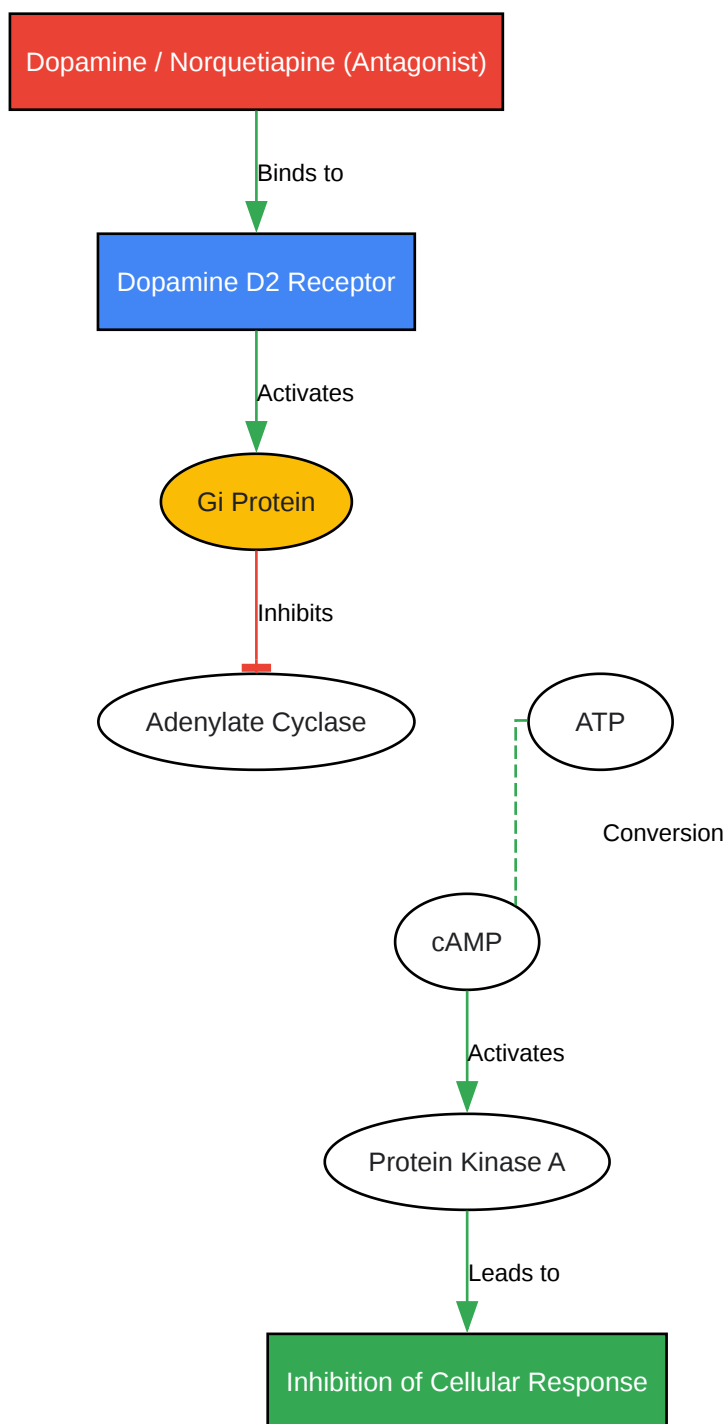 Dopamine / Norquetiapine (Antagonist)
Binds to
Dopamine D2 Receptor
Activates
Gi Protein
Inhibits
Adenylate Cyclase
ATP
Conversion
cAMP
Activates
Protein Kinase A
Leads to
Inhibition of Cellular Response